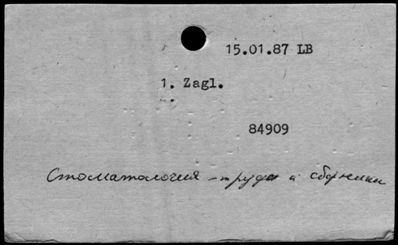 15.01.87 LB
1. Zagl.
84909
Стоматология – труды и сборники